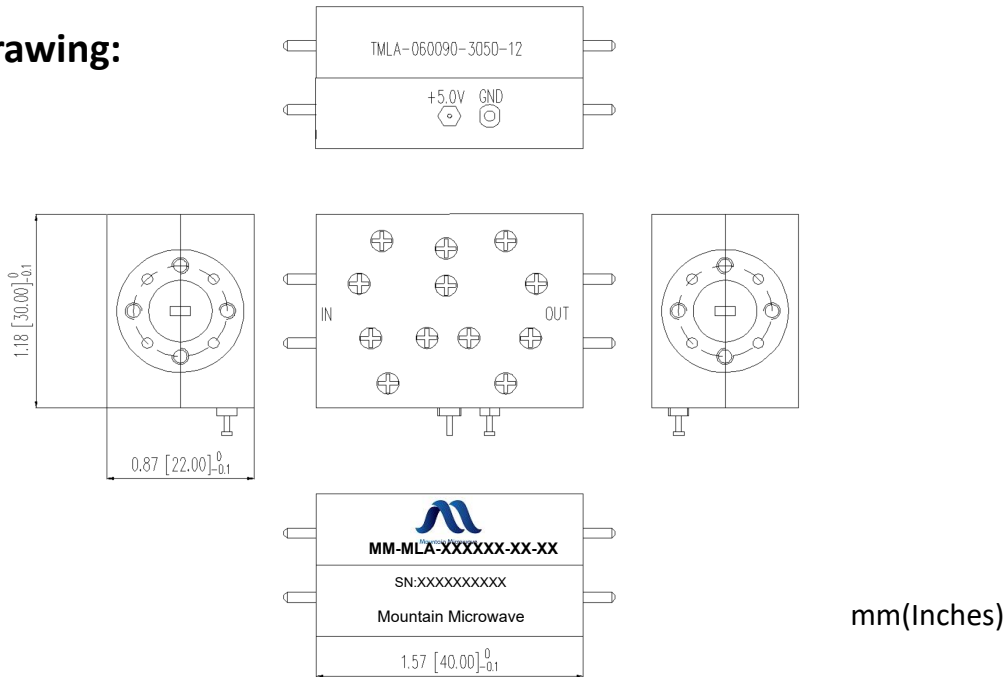 rawing:
TMLA-060090-3050-12
+5.0V GND
1.18 [30.00] 0 -0.1
IN
OUT
0.87 [22.00] 0 -0.1
Mountain Microwave
MM-MLA-XXXXXX-XX-XX
SN:XXXXXXXXXX
Mountain Microwave
mm(Inches)
1.57 [40.00] 0 -0.1